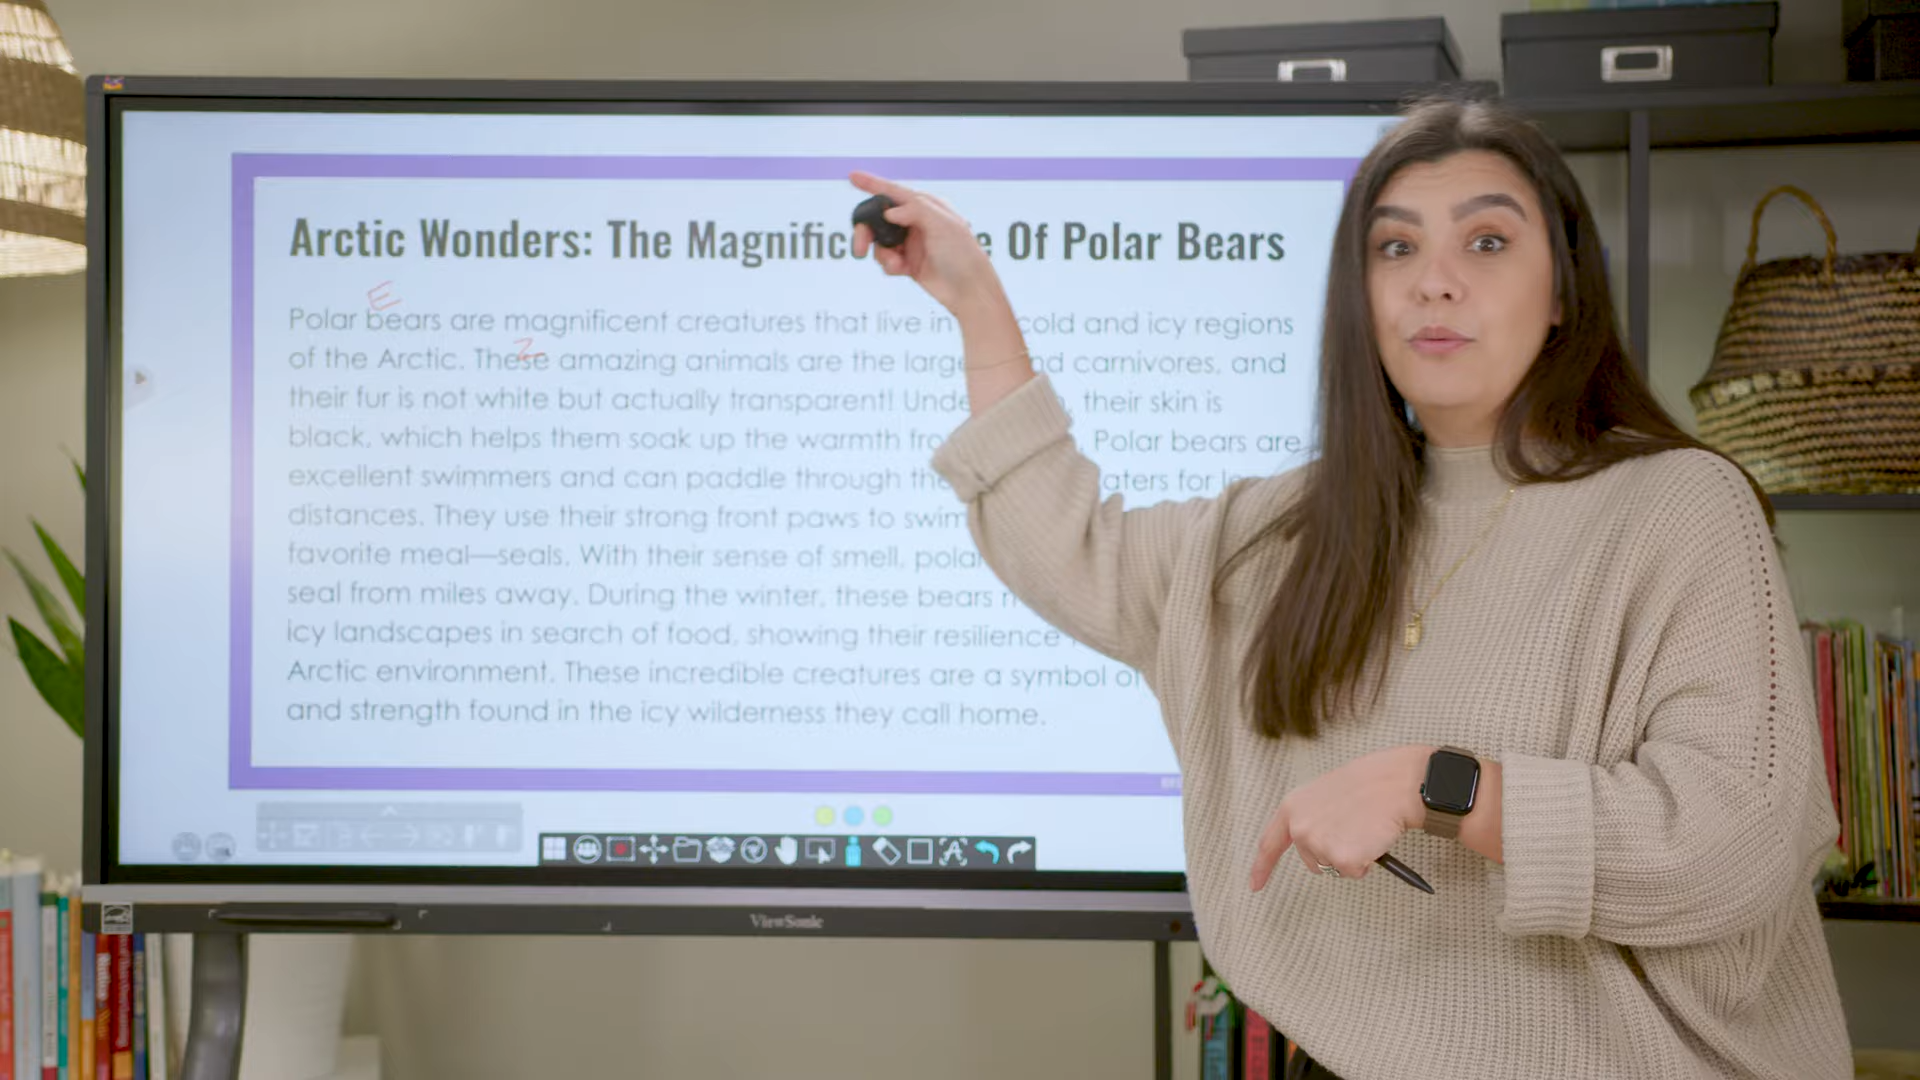 Arctic Wonders: The Magnific e Of Polar Bears
E
Polar bears are magnificent creatures that live in cold and icy regions
Z
of the Arctic. These amazing animals are the large nd carnivores, and
their fur is not white but actually transparent! Unde , their skin is
black, which helps them soak up the warmth fro . Polar bears are
excellent swimmers and can paddle through the aters for lo
distances. They use their strong front paws to swim
favorite meal—seals. With their sense of smell, polar
seal from miles away. During the winter, these bears
icy landscapes in search of food, showing their resilience
Arctic environment. These incredible creatures are a symbol of
and strength found in the icy wilderness they call home.
ViewSonic